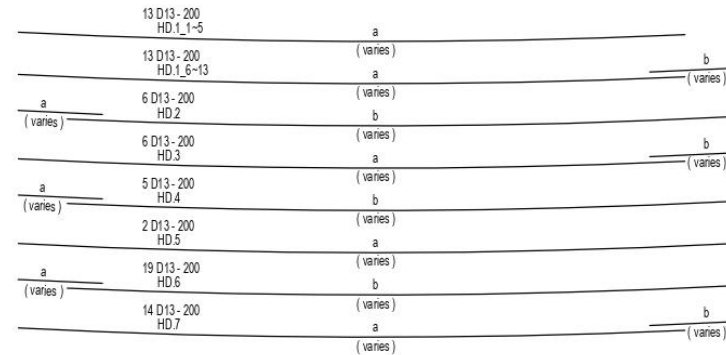 13 D13 - 200
HD.1_1~5
a
( varies )
13 D13 - 200
HD.1_6~13
a
( varies )
b
( varies )
a
( varies )
6 D13 - 200
HD.2
b
( varies )
6 D13 - 200
HD.3
a
( varies )
b
( varies )
a
( varies )
5 D13 - 200
HD.4
b
( varies )
2 D13 - 200
HD.5
a
( varies )
a
( varies )
19 D13 - 200
HD.6
b
( varies )
14 D13 - 200
HD.7
a
( varies )
b
( varies )